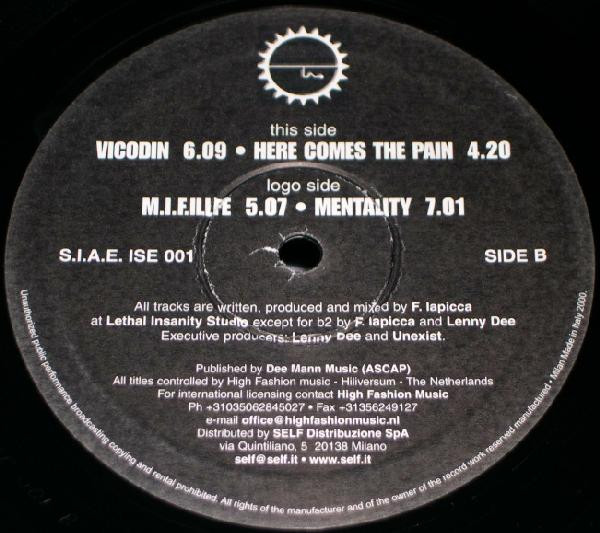 this side
VICODIN 6.09 • HERE COMES THE PAIN 4.20
logo side
M.I.F.ILIFE 5.07 • MENTALITY 7.01
S.I.A.E. ISE 001
SIDE B
All tracks are written, produced and mixed by F. Iapicca
at Lethal Insanity Studio except for b2 by F. Iapicca and Lenny Dee
Executive producers: Lenny Dee and Unexist.
Published by Dee Mann Music (ASCAP)
All titles controlled by High Fashion music - Hiliversum - The Netherlands
For international licensing contact High Fashion Music
Ph +31035062845027 • Fax +31356249127
e-mail office@highfashionmusic.nl
Distributed by SELF Distribuzione SpA
via Quintiliano, 5 20138 Milano
self@self.it • www.self.it
Unauthorized public performance broadcasting copying and rental prohibited. All rights of the manufacturer and of the owner of the record work reserved manufactured • Milan Made in Italy 2000.